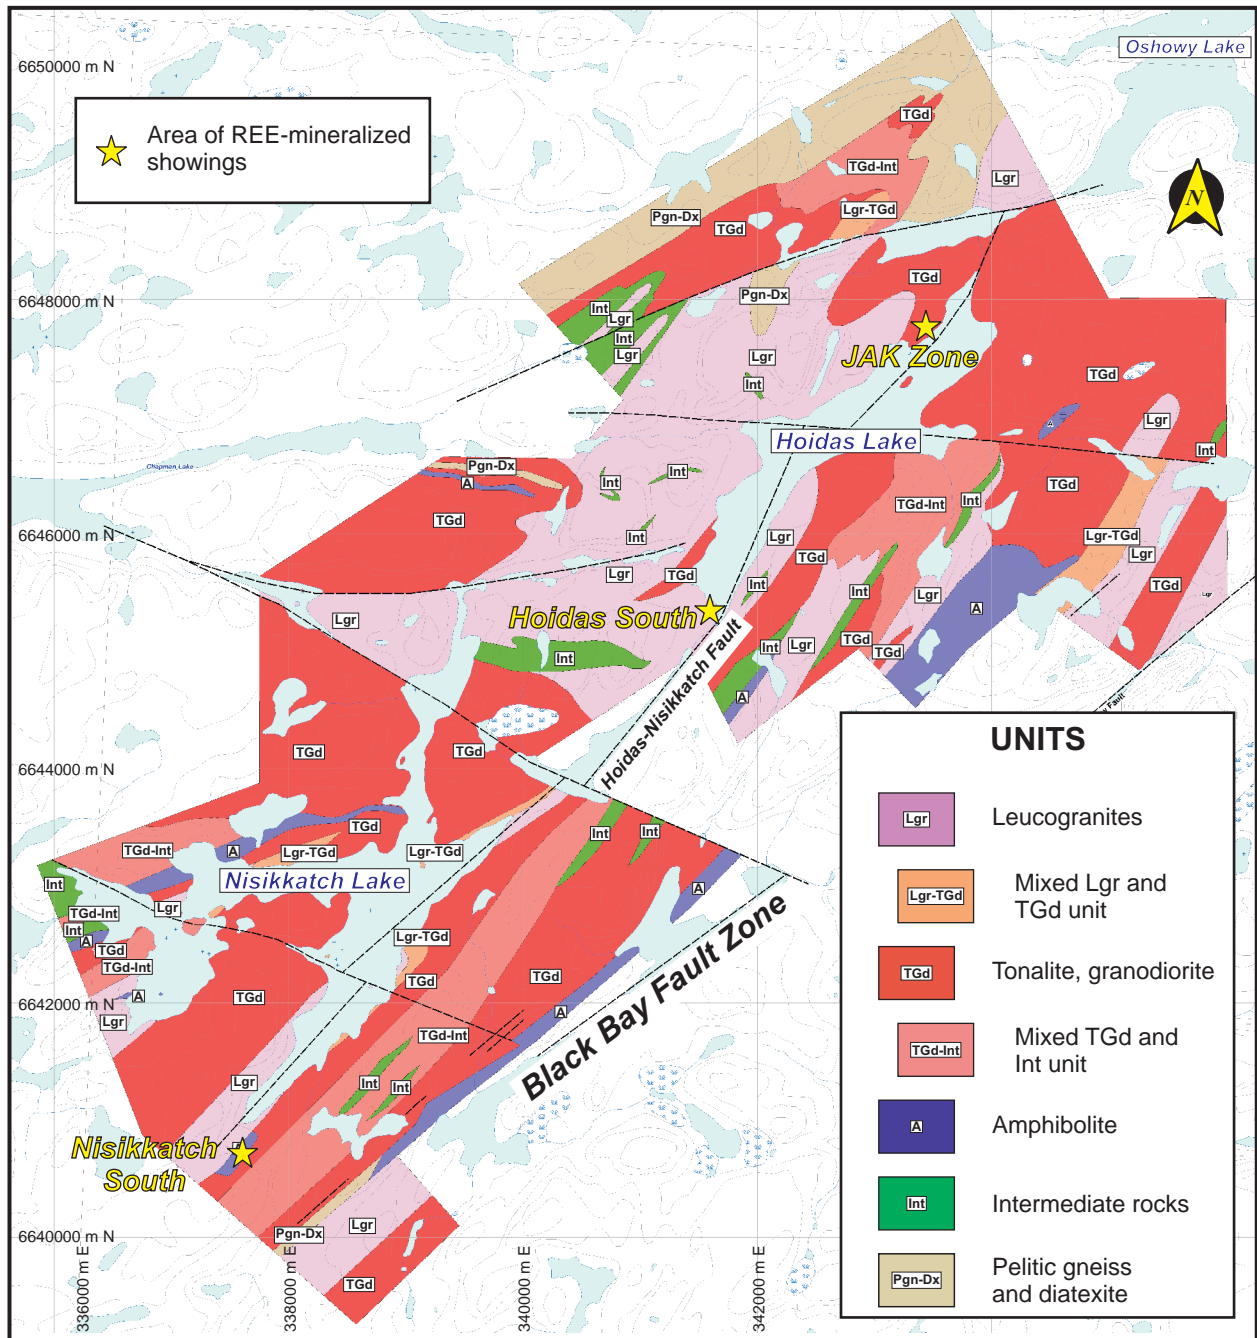 Oshowy Lake
6650000 m N
Area of REE-mineralized
showings
N
TGd
TGd-Int
Lgr
Pgn-Dx
TGd
Lgr-TGd
TGd
6648000 m N
Pgn-Dx
Int
Lgr
Int
Lgr
Lgr
JAK Zone
Int
TGd
Lgr
A
Hoidas Lake
Int
Chapman Lake
Pgn-Dx
A
Int
Int
TGd
TGd-Int
Int
TGd
6646000 m N
Int
Lgr
Lgr-TGd
Lgr
TGd
Lgr
TGd
Int
Int
Lgr
TGd
Lgr
A
Hoidas South
Lgr
Int
Int
Lgr
TGd
TGd
A
Hoidas-Nisikkatch Fault
y Fault
TGd
TGd
6644000 m N
TGd
Int
Int
TGd-Int
A
Lgr-TGd
Lgr-TGd
Nisikkatch Lake
Int
A
Lgr
TGd-Int
Int
A
TGd
Lgr-TGd
TGd-Int
TGd
TGd
A
TGd
6642000 m N
A
Lgr
TGd-Int
Black Bay Fault Zone
Lgr
Int
Int
Nisikkatch
South
6640000 m N
Pgn-Dx
Lgr
TGd
336000 m E
338000 m E
340000 m E
342000 m E
UNITS
Lgr
Leucogranites
Lgr-TGd
Mixed Lgr and
TGd unit
TGd
Tonalite, granodiorite
TGd-Int
Mixed TGd and
Int unit
A
Amphibolite
Int
Intermediate rocks
Pgn-Dx
Pelitic gneiss
and diatexite